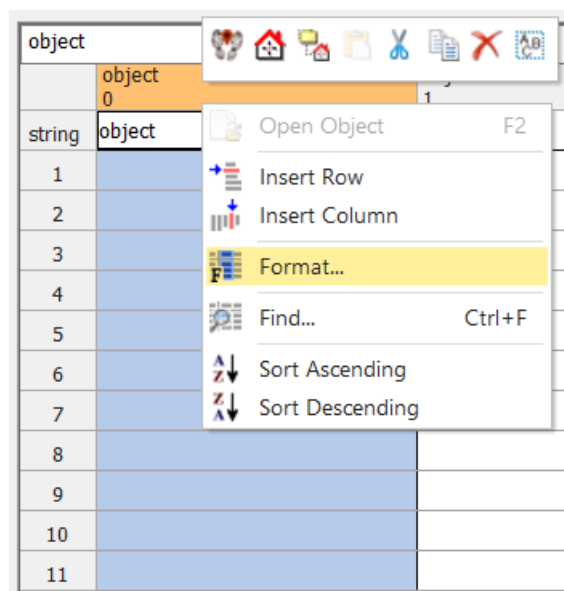 object
object
0
1
string
object
Open Object F2
1
Insert Row
2
Insert Column
3
Format...
4
Find... Ctrl+F
5
6
Sort Ascending
7
Sort Descending
8
9
10
11